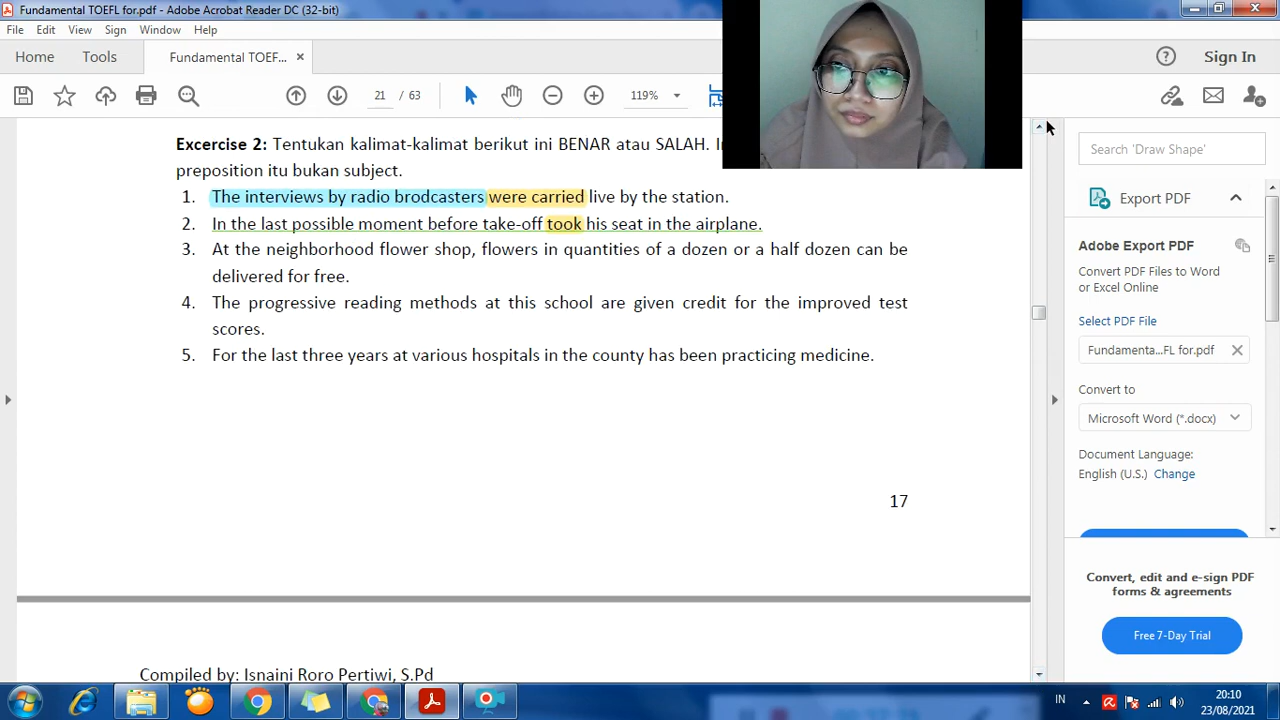 Fundamental TOEFL for.pdf - Adobe Acrobat Reader DC (32-bit)
File Edit View Sign Window Help
Home Tools Fundamental TOEF... × Sign In
21 / 63 119%
Excercise 2: Tentukan kalimat-kalimat berikut ini BENAR atau SALAH.
preposition itu bukan subject.
1. The interviews by radio brodcasters were carried live by the station.
2. In the last possible moment before take-off took his seat in the airplane.
3. At the neighborhood flower shop, flowers in quantities of a dozen or a half dozen can be
delivered for free.
4. The progressive reading methods at this school are given credit for the improved test
scores.
5. For the last three years at various hospitals in the county has been practicing medicine.
17
Compiled by: Isnaini Roro Pertiwi, S.Pd
Search 'Draw Shape'
Export PDF
Adobe Export PDF
Convert PDF Files to Word
or Excel Online
Select PDF File
Fundamenta...FL for.pdf
Convert to
Microsoft Word (*.docx)
Document Language:
English (U.S.) Change
Convert, edit and e-sign PDF
forms & agreements
Free 7-Day Trial
IN
20:10
23/08/2021